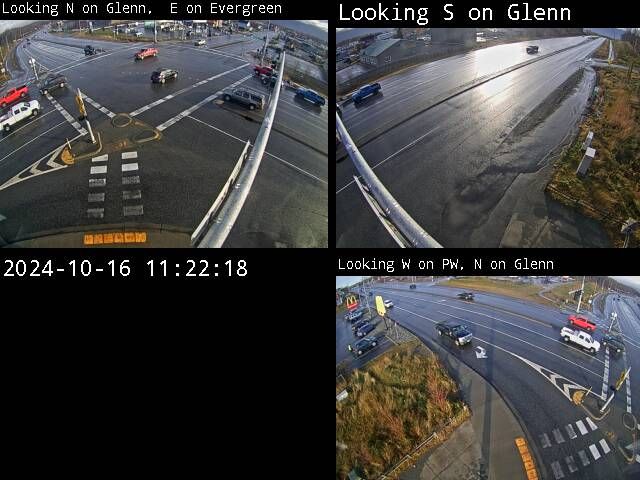 Looking N on Glenn,  E on Evergreen
Looking S on Glenn
2024-10-16 11:22:18
Looking W on PW, N on Glenn